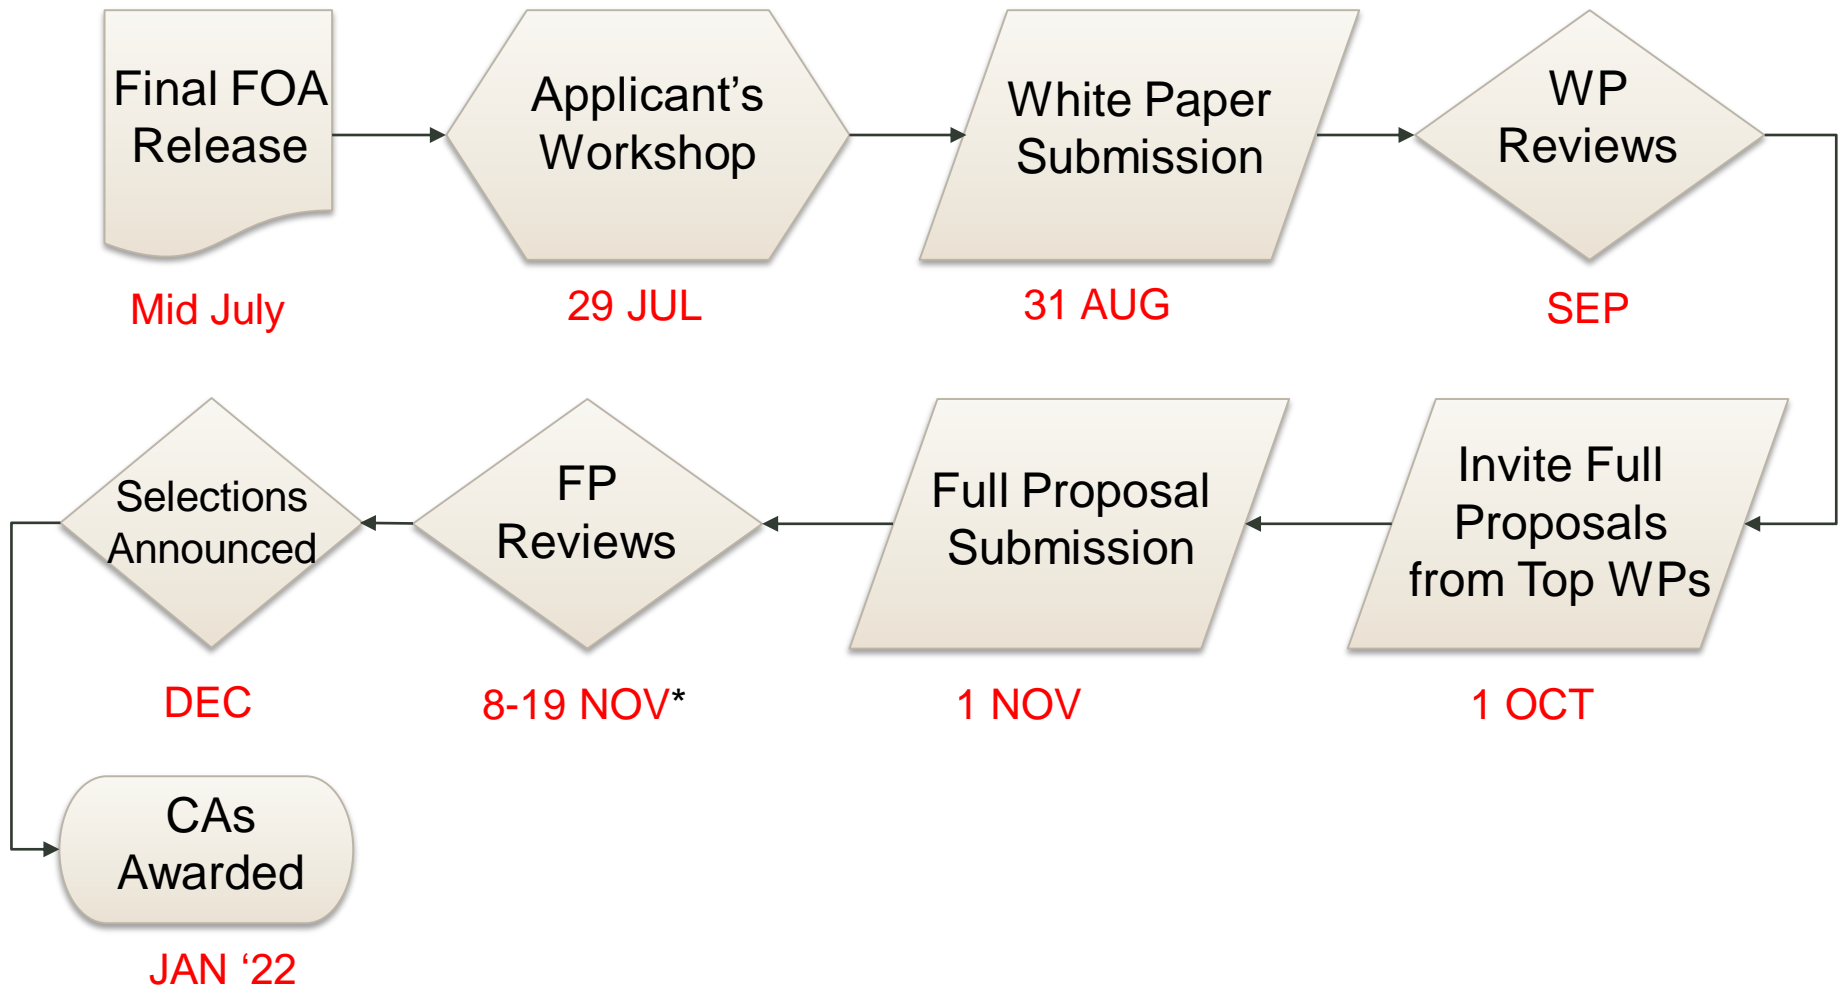 Final FOA
Release
Applicant’s
Workshop
White Paper
Submission
WP
Reviews
Mid July
29 JUL
31 AUG
SEP
Selections
Announced
FP
Reviews
Full Proposal
Submission
Invite Full
Proposals
from Top WPs
DEC
8-19 NOV*
1 NOV
1 OCT
CAs
Awarded
JAN ‘22